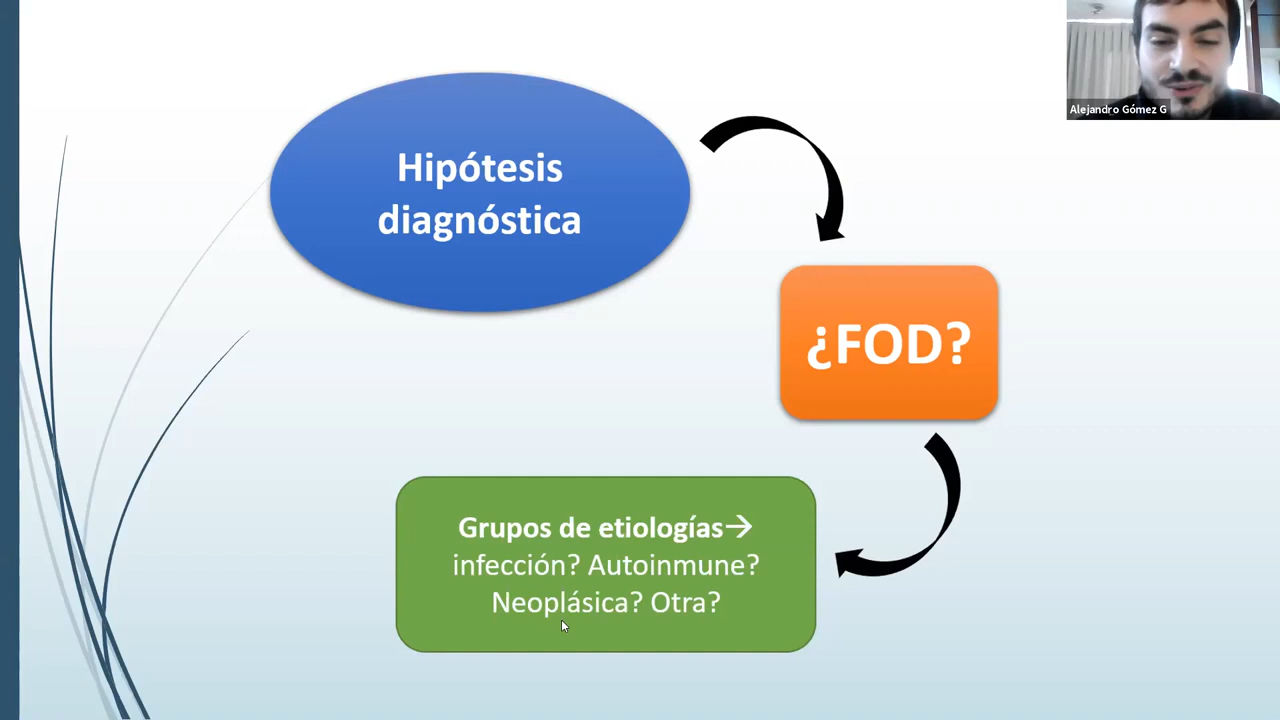 Hipótesis
diagnóstica
¿FOD?
Grupos de etiologías→
infección? Autoinmune?
Neoplásica? Otra?
Alejandro Gómez G